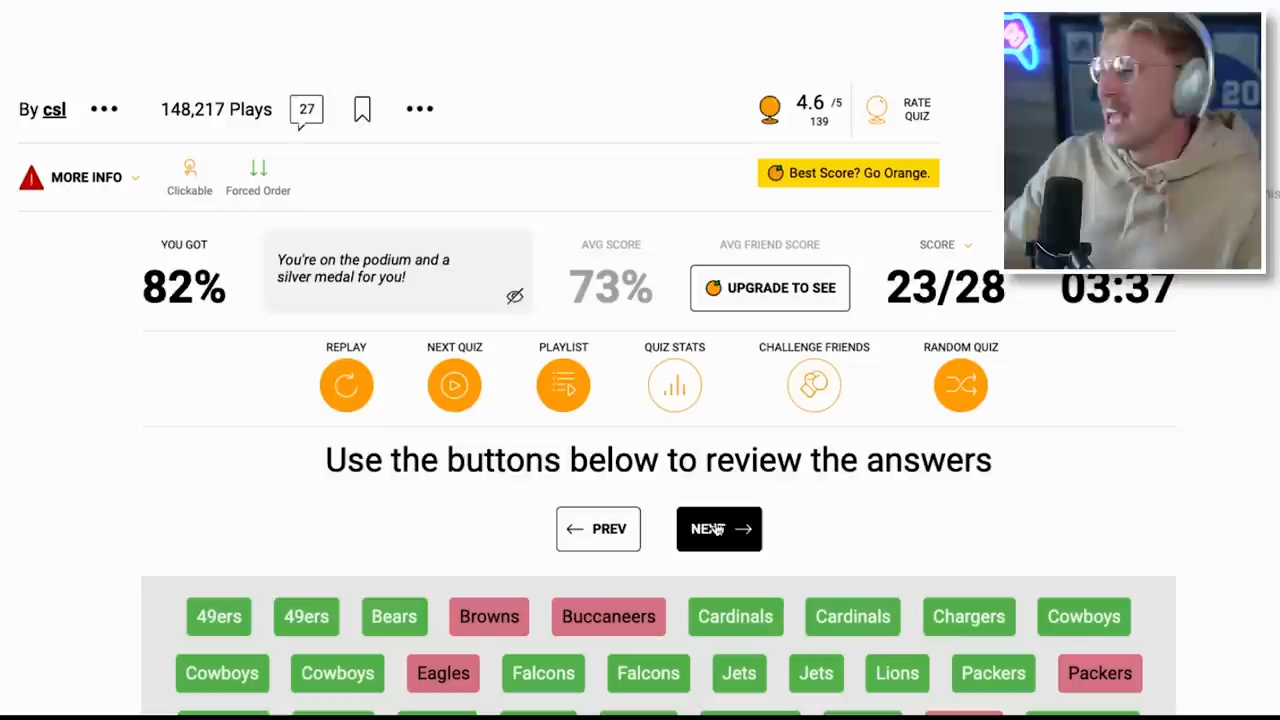 By csl
148,217 Plays
27
4.6 /5
139
RATE
QUIZ
20
MORE INFO
Clickable
Forced Order
Best Score? Go Orange.
YOU GOT
82%
You're on the podium and a
silver medal for you!
AVG SCORE
73%
AVG FRIEND SCORE
UPGRADE TO SEE
SCORE
23/28
03:37
REPLAY
NEXT QUIZ
PLAYLIST
QUIZ STATS
CHALLENGE FRIENDS
RANDOM QUIZ
Use the buttons below to review the answers
PREV
NEXT
49ers 49ers Bears Browns Buccaneers Cardinals Cardinals Chargers Cowboys
Cowboys Cowboys Eagles Falcons Falcons Jets Jets Lions Packers Packers